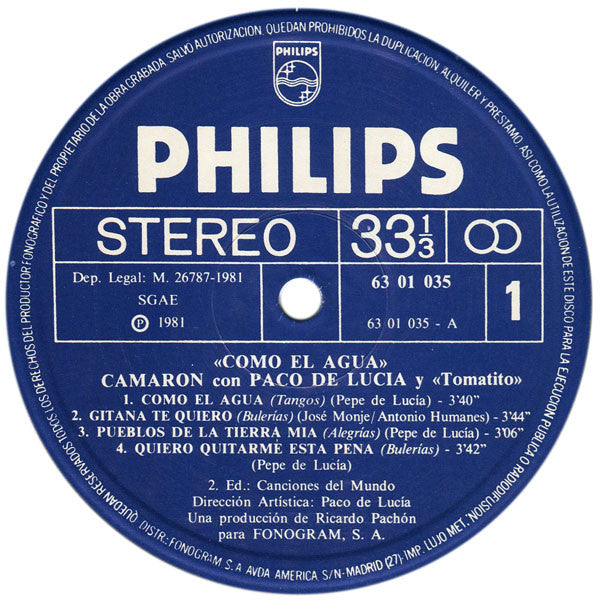 QUEDAN RESERVADOS TODOS LOS DERECHOS DEL PRODUCTOR FONOGRAFICO Y DEL PROPIETARIO DE LA OBRA GRABADA. SALVO AUTORIZACION, QUEDAN PROHIBIDOS LA DUPLICACION, ALQUILER Y PRESTAMO, ASI COMO LA UTILIZACION DE ESTE DISCO PARA LA EJECUCION PUBLICA O RADIODIFUSION.
PHILIPS
PHILIPS
STEREO 33 1/3
Dep. Legal: M. 26787-1981
SGAE
℗ 1981
63 01 035
63 01 035 - A
1
«COMO EL AGUA»
CAMARON con PACO DE LUCIA y «Tomatito»
1. COMO EL AGUA (Tangos) (Pepe de Lucía) - 3'40"
2. GITANA TE QUIERO (Bulerías) (José Monje/Antonio Humanes) - 3'44"
3. PUEBLOS DE LA TIERRA MIA (Alegrías) (Pepe de Lucía) - 3'06"
4. QUIERO QUITARME ESTA PENA (Bulerías) - 3'42"
(Pepe de Lucía)
2. Ed.: Canciones del Mundo
Dirección Artística: Paco de Lucía
Una producción de Ricardo Pachón
para FONOGRAM, S. A.
DISTR.: FONOGRAM S.A AVDA AMERICA, S/N-MADRID (27)-IMP. LUJO MET.